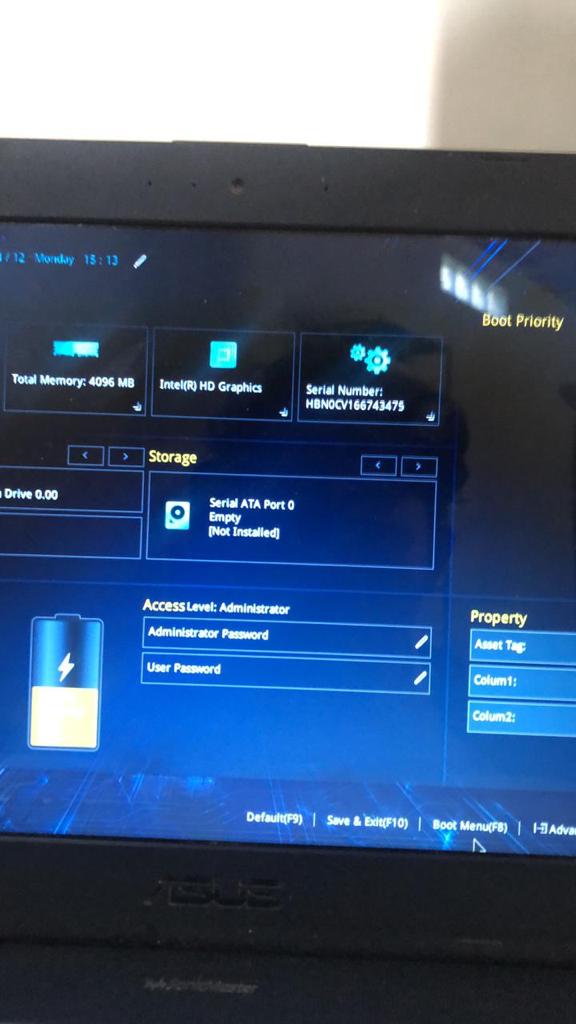 / 12 Monday 15 : 13
Boot Priority
Total Memory: 4096 MB
Intel(R) HD Graphics
Serial Number:
HBN0CV166743475
< > Storage < >
Drive 0.00
Serial ATA Port 0
Empty
[Not Installed]
Access Level: Administrator
Administrator Password
User Password
Property
Asset Tag:
Colum1:
Colum2:
Default(F9) | Save & Exit(F10) | Boot Menu(F8) |
ASUS
SonicMaster